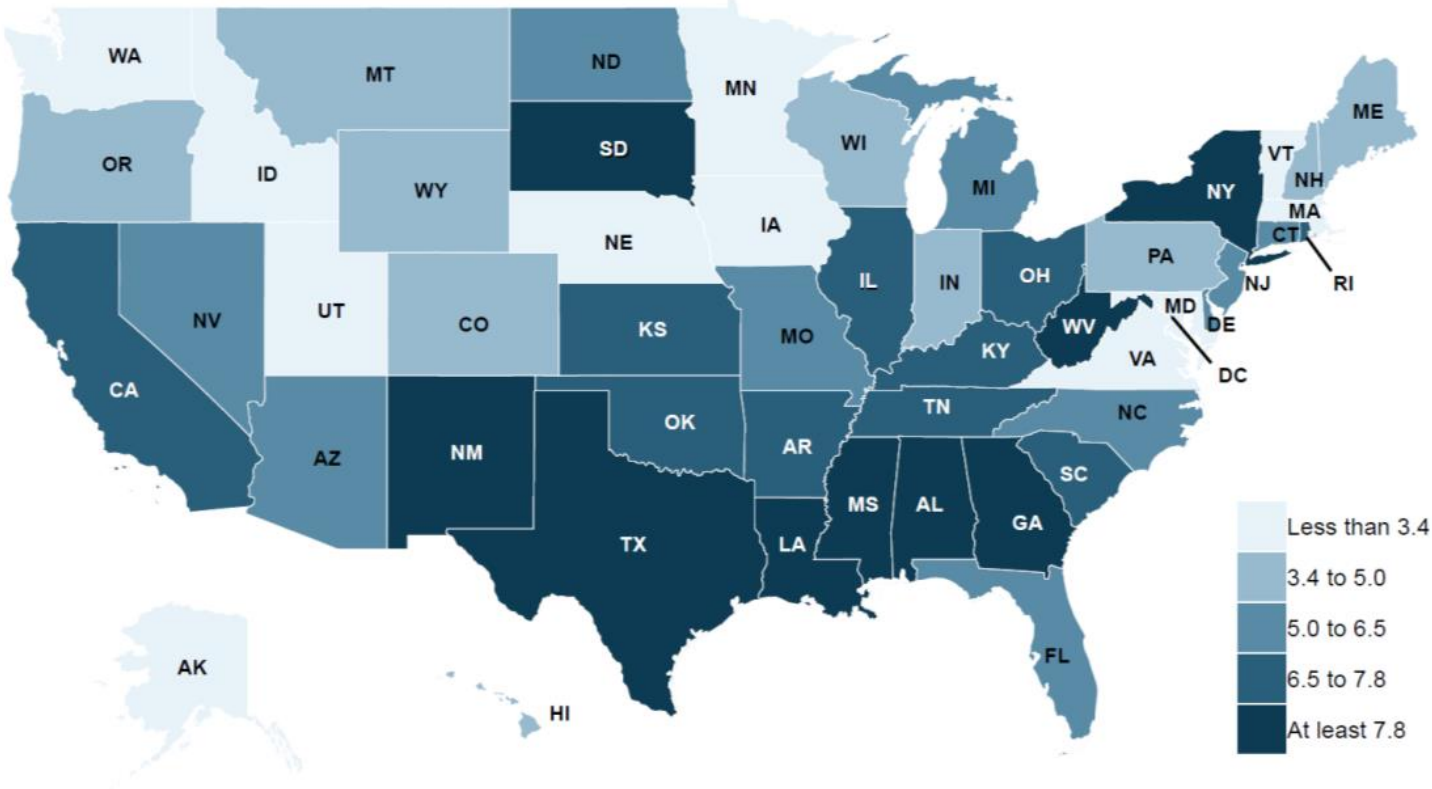 WA
MT
ND
MN
ME
OR
ID
SD
WI
VT
NH
WY
MI
NY
MA
NE
IA
CT
PA
NV
UT
CO
IL
IN
OH
NJ
RI
KS
MO
WV
MD
DE
CA
KY
VA
DC
AZ
NM
OK
AR
TN
NC
TX
LA
MS
AL
GA
SC
FL
AK
HI
Less than 3.4
3.4 to 5.0
5.0 to 6.5
6.5 to 7.8
At least 7.8